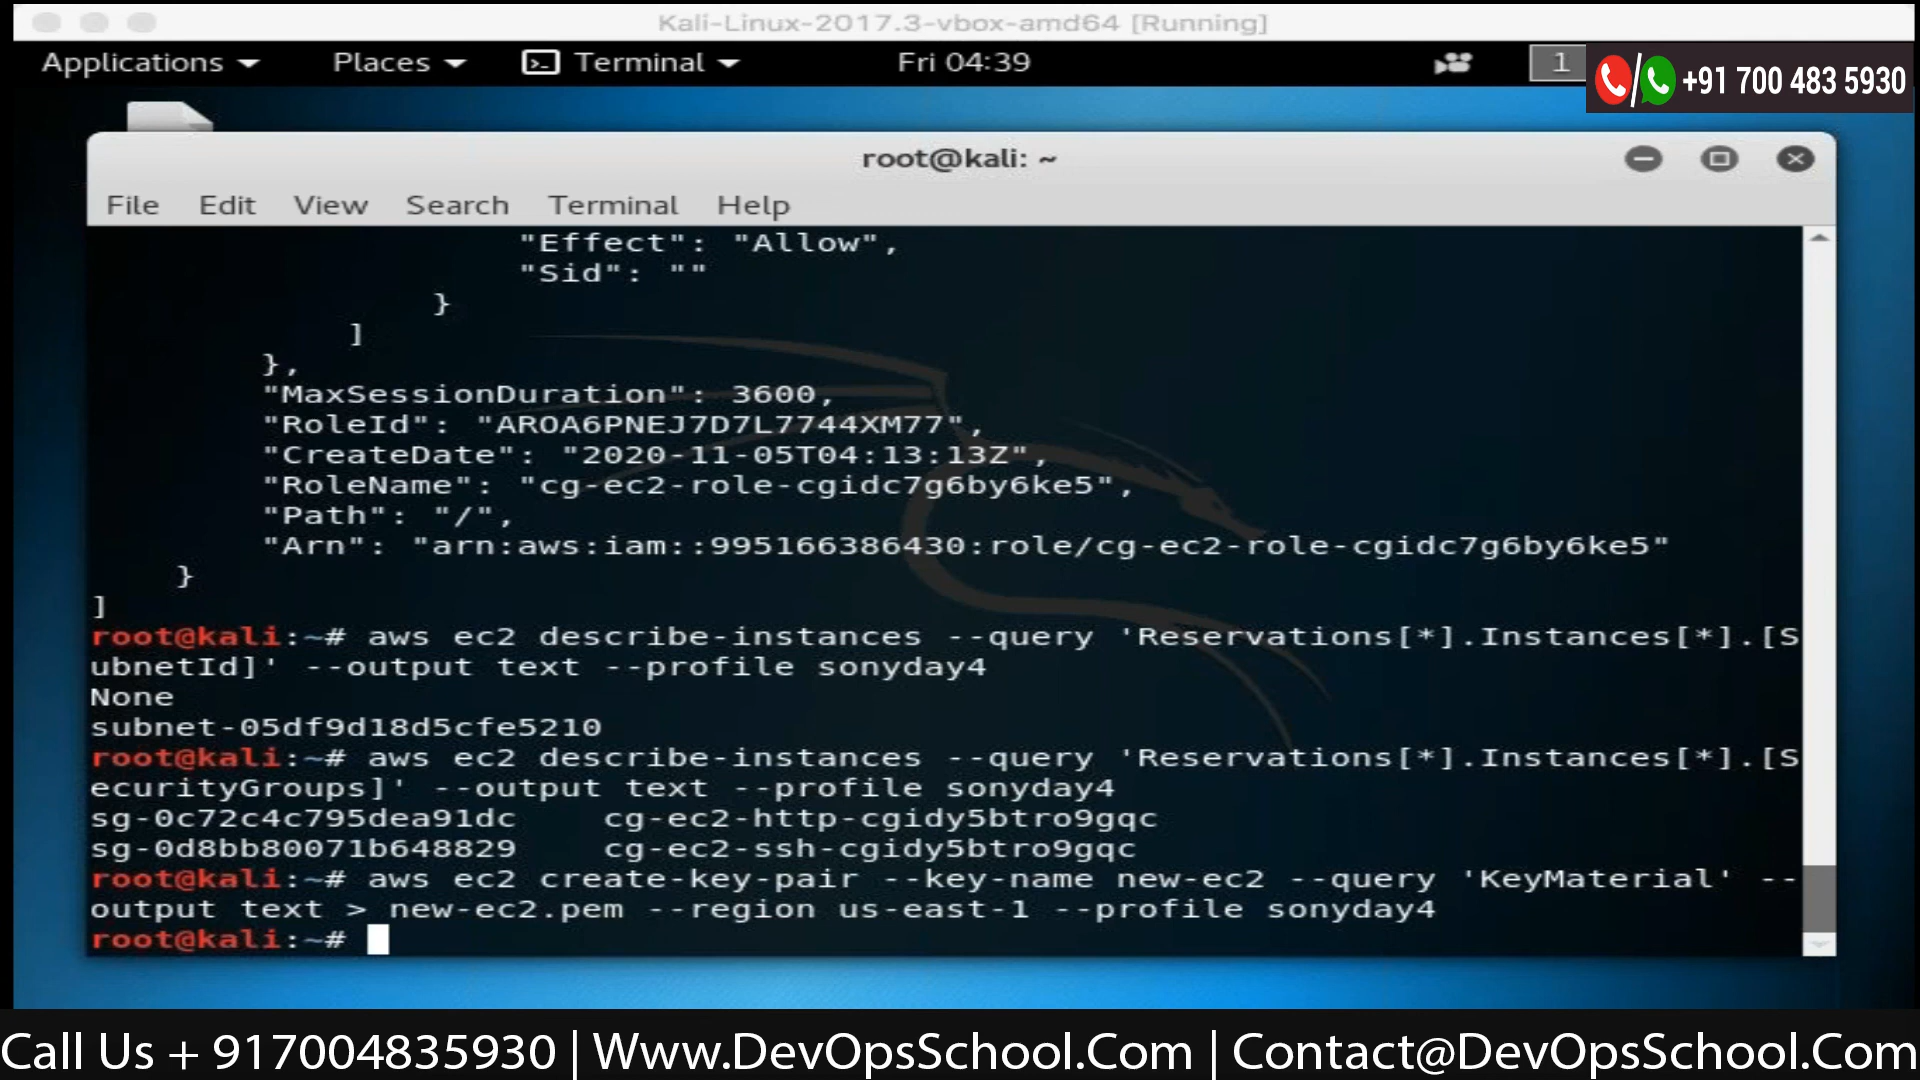 Kali-Linux-2017.3-vbox-amd64 [Running]
Applications Places Terminal Fri 04:39 1
+91 700 483 5930
root@kali: ~
File Edit View Search Terminal Help
"Effect": "Allow",
"Sid": ""
}
]
},
"MaxSessionDuration": 3600,
"RoleId": "AROA6PNEJ7D7L7744XM77",
"CreateDate": "2020-11-05T04:13:13Z",
"RoleName": "cg-ec2-role-cgidc7g6by6ke5",
"Path": "/",
"Arn": "arn:aws:iam::995166386430:role/cg-ec2-role-cgidc7g6by6ke5"
}
]
root@kali:~# aws ec2 describe-instances --query 'Reservations[*].Instances[*].[S
ubnetId]' --output text --profile sonyday4
None
subnet-05df9d18d5cfe5210
root@kali:~# aws ec2 describe-instances --query 'Reservations[*].Instances[*].[S
ecurityGroups]' --output text --profile sonyday4
sg-0c72c4c795dea91dc cg-ec2-http-cgidy5btro9gqc
sg-0d8bb80071b648829 cg-ec2-ssh-cgidy5btro9gqc
root@kali:~# aws ec2 create-key-pair --key-name new-ec2 --query 'KeyMaterial' --
output text > new-ec2.pem --region us-east-1 --profile sonyday4
root@kali:~#
Call Us + 917004835930 | Www.DevOpsSchool.Com | Contact@DevOpsSchool.Com